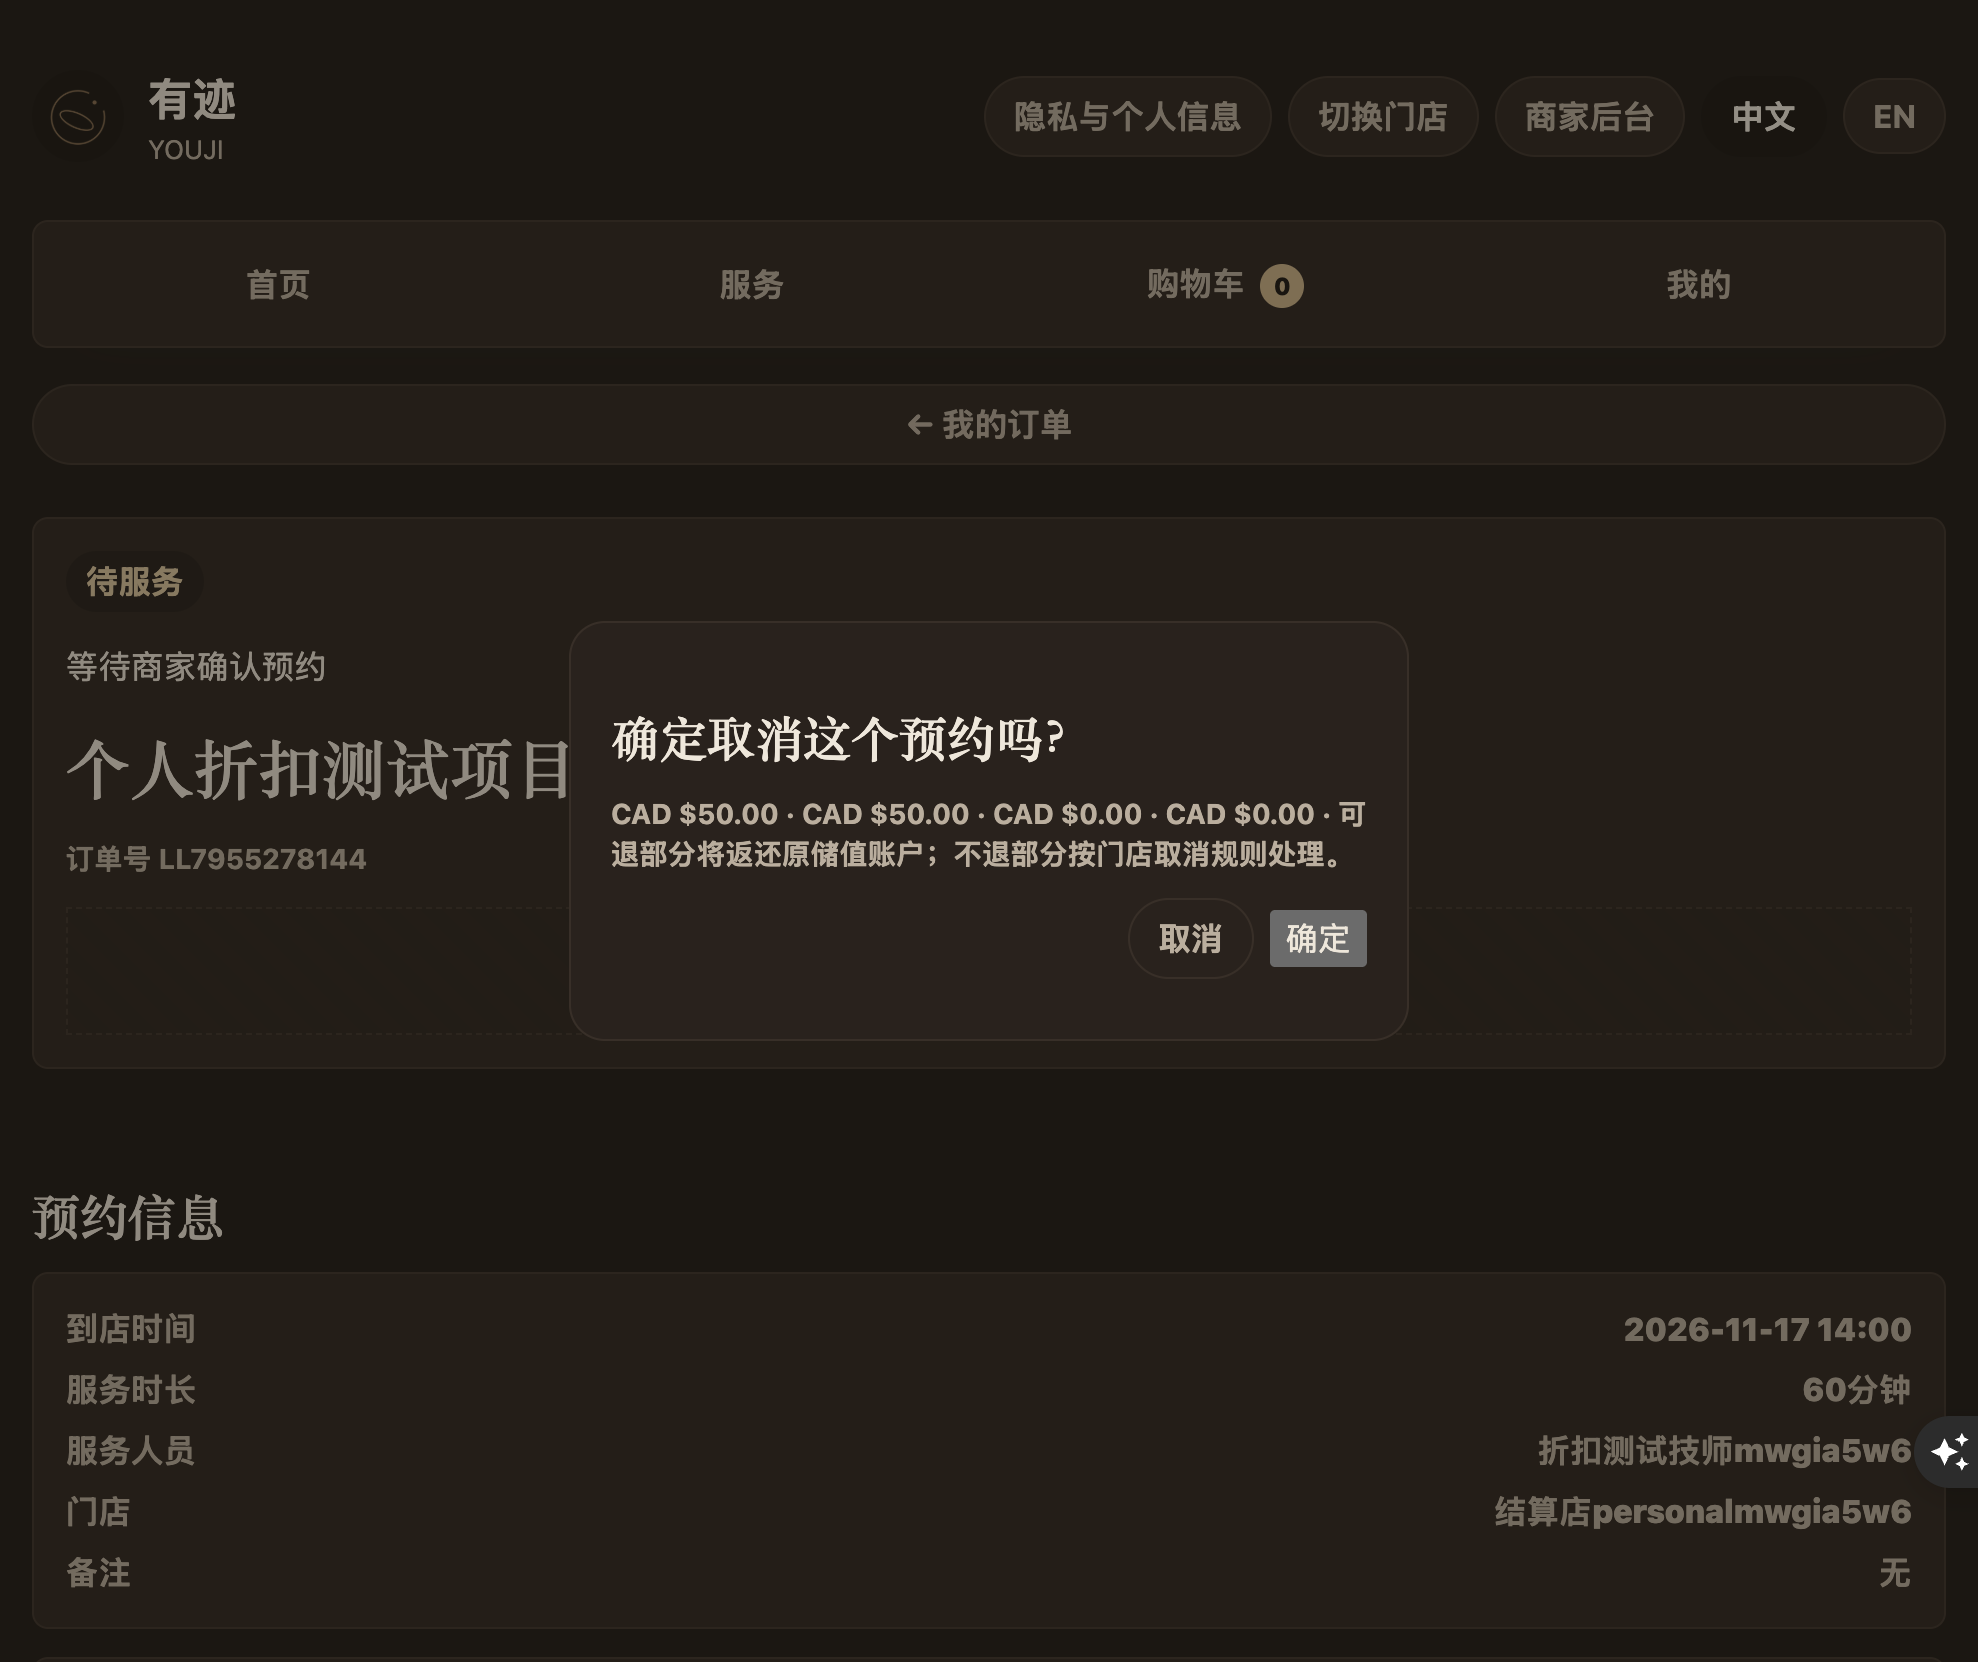 有迹
YOUJI
隐私与个人信息
切换门店
商家后台
中文
EN
首页
服务
购物车 0
我的
← 我的订单
待服务
等待商家确认预约
个人折扣测试项目
订单号 LL7955278144
确定取消这个预约吗?
CAD $50.00 · CAD $50.00 · CAD $0.00 · CAD $0.00 · 可
退部分将返还原储值账户；不退部分按门店取消规则处理。
取消
确定
预约信息
到店时间 2026-11-17 14:00
服务时长 60分钟
服务人员 折扣测试技师mwgia5w6
门店 结算店personalmwgia5w6
备注 无